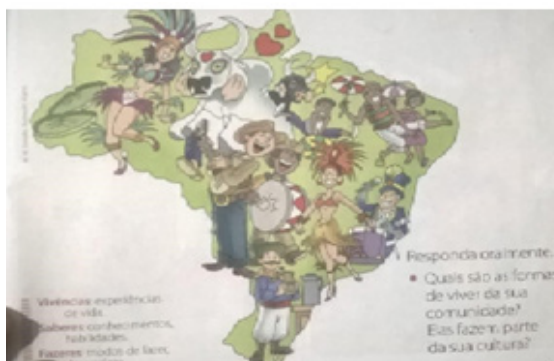 Vivências: experiências
de vida.
Saberes: conhecimentos,
habilidades.
Fazeres: modos de fazer,
Responda oralmente.
• Quais são as formas
de viver da sua
comunidade?
Elas fazem parte
da sua cultura?